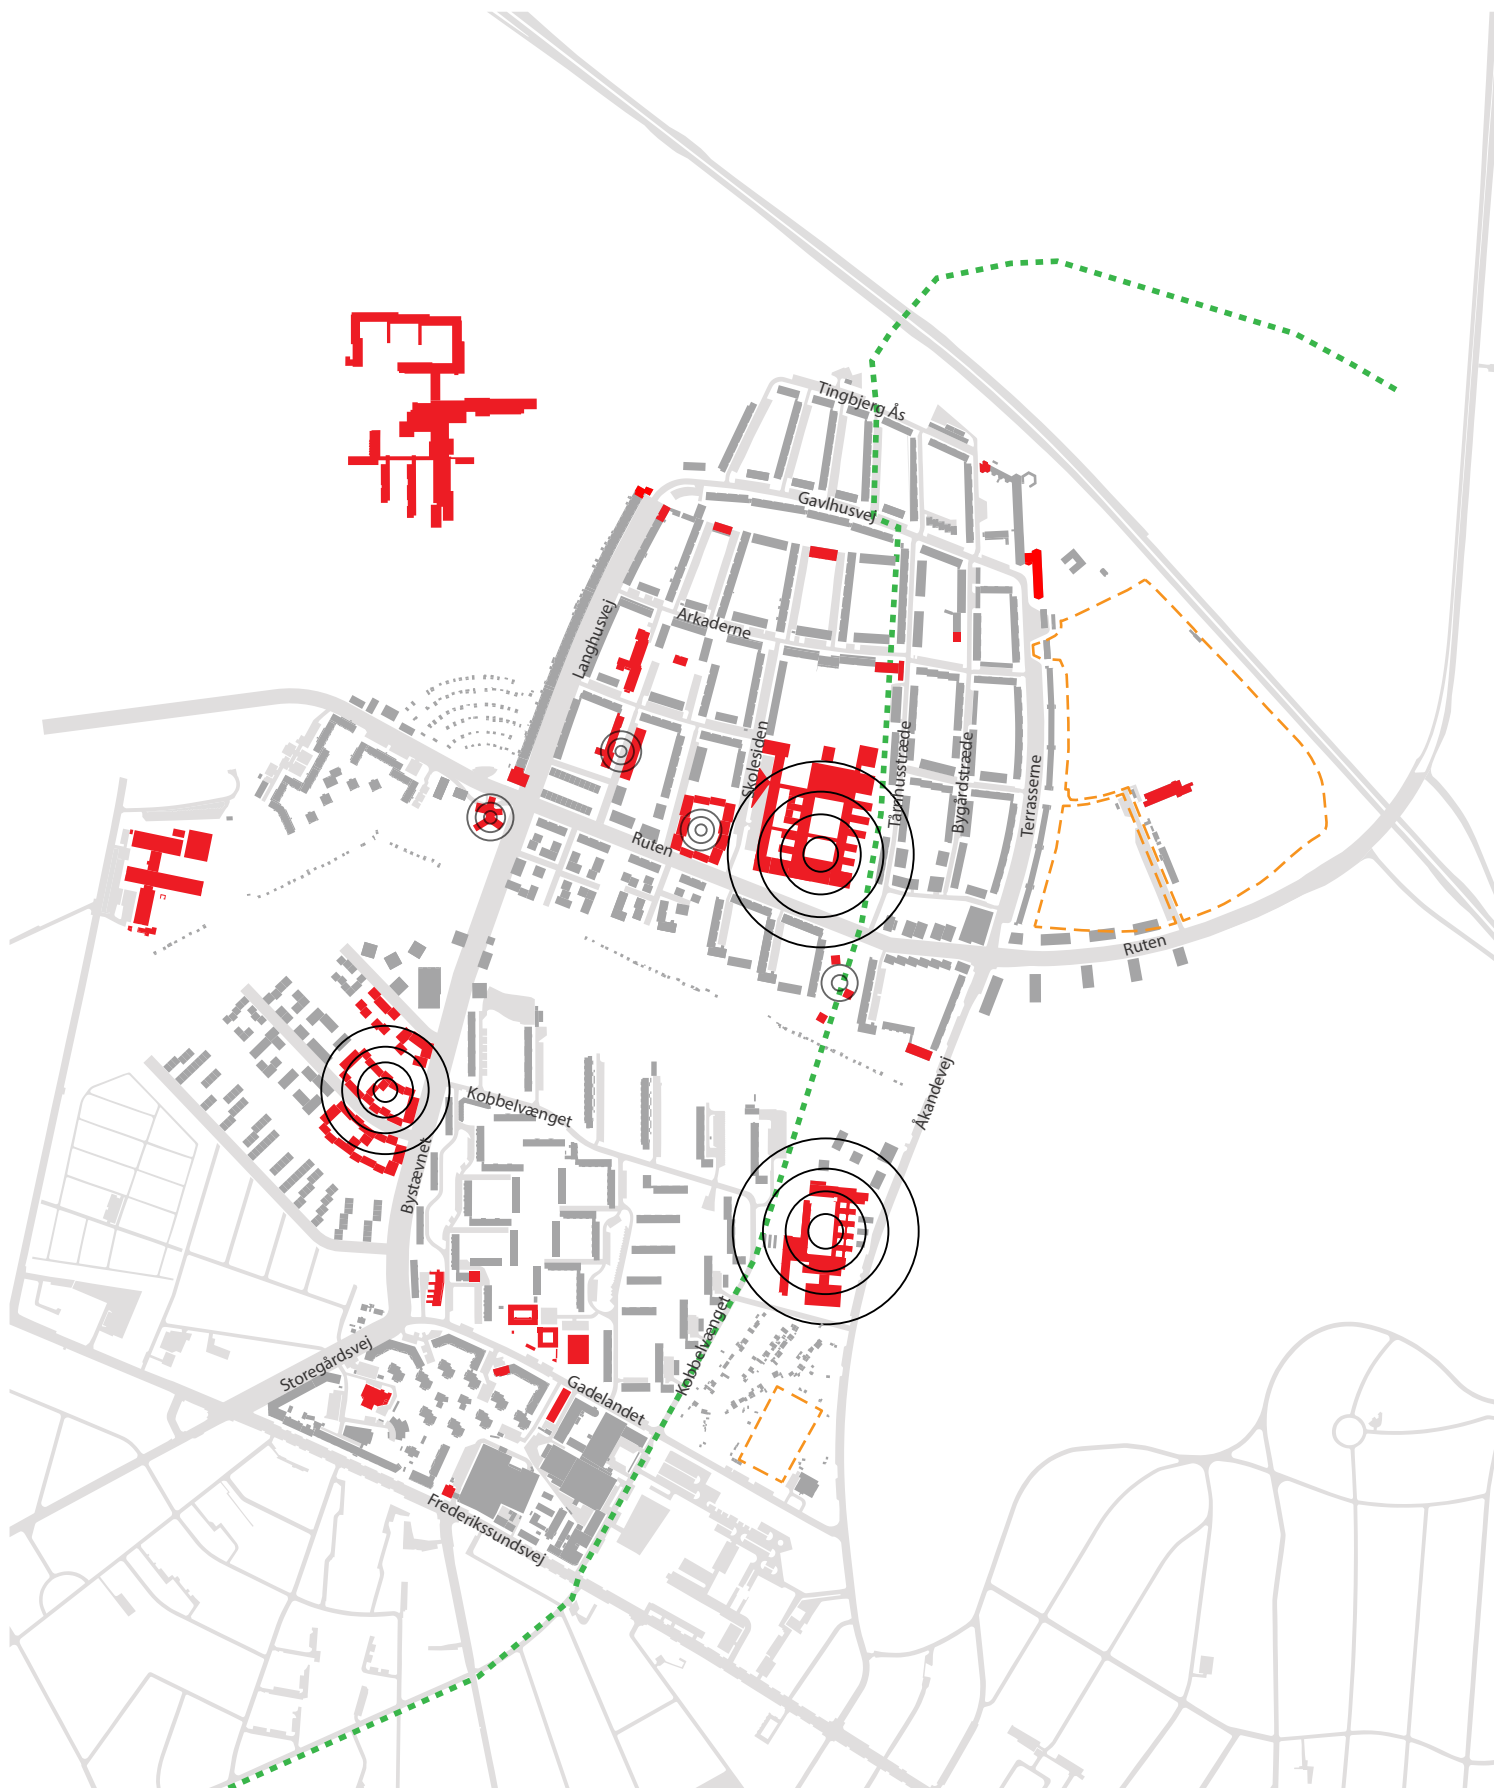 Tingbjerg Ås
Gavlhusvej
Langhusvej
Arkaderne
Skolesiden
Tårnhusstræde
Bygårdstræde
Terrasserne
Ruten
Ruten
Åkandevej
Kobbelvænget
Bystævnet
Kobbelvænget
Storegårdsvej
Gadelandet
Frederikssundsvej